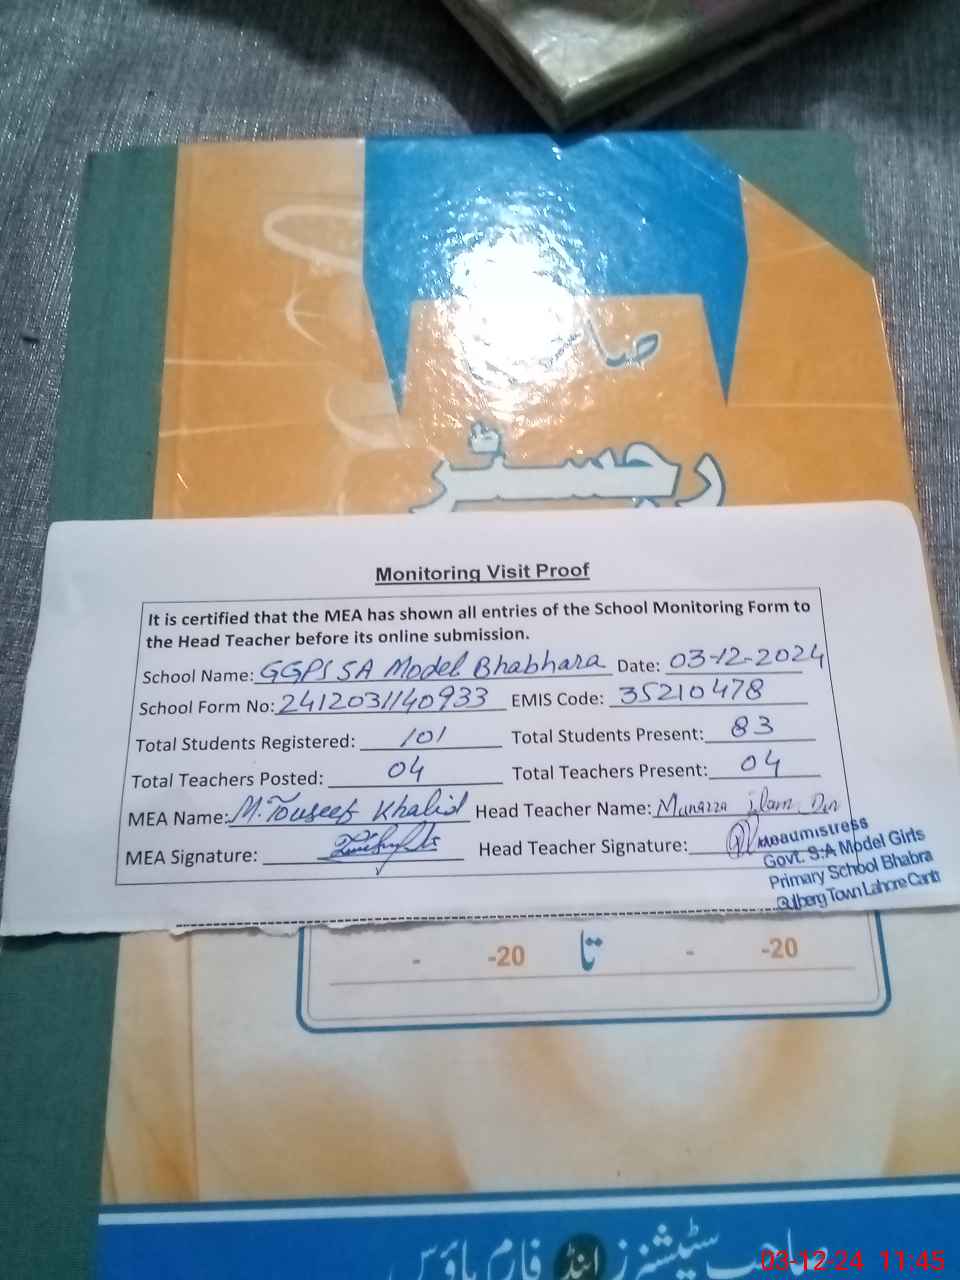 رجسٹر
Monitoring Visit Proof
It is certified that the MEA has shown all entries of the School Monitoring Form to
the Head Teacher before its online submission.
School Name: GGPS SA Model Bhabhara Date: 03-12-2024
School Form No: 2412031140933 EMIS Code: 35210478
Total Students Registered: 101 Total Students Present: 83
Total Teachers Posted: 04 Total Teachers Present: 04
MEA Name: M. Touseef Khalid Head Teacher Name: Munazza Islam Din
MEA Signature: Head Teacher Signature:
Headmistress
Govt. S.A Model Girls
Primary School Bhabra
Gulberg Town Lahore Cantt
- -20 تا - -20
سٹیشنرز اینڈ فارم ہاؤس
03-12-24 11:45